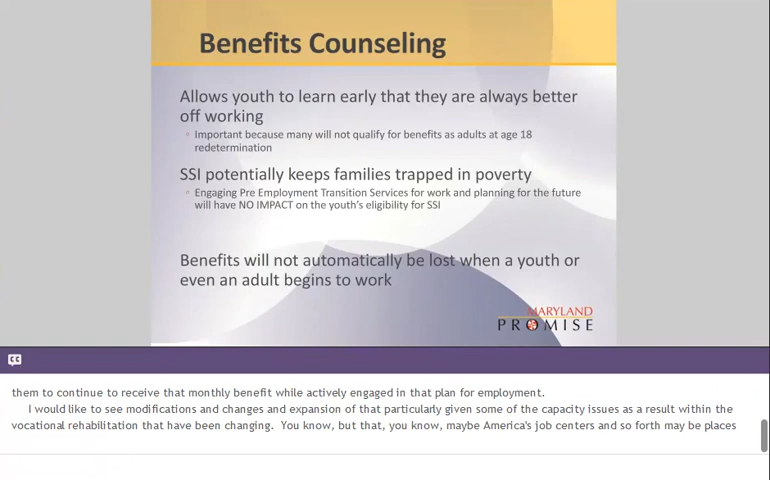 Benefits Counseling
Allows youth to learn early that they are always better
off working
Important because many will not qualify for benefits as adults at age 18
redetermination
SSI potentially keeps families trapped in poverty
Engaging Pre Employment Transition Services for work and planning for the future
will have NO IMPACT on the youth's eligibility for SSI
Benefits will not automatically be lost when a youth or
even an adult begins to work
MARYLAND
PROMISE
CC
them to continue to receive that monthly benefit while actively engaged in that plan for employment.
I would like to see modifications and changes and expansion of that particularly given some of the capacity issues as a result within the
vocational rehabilitation that have been changing.  You know, but that, you know, maybe America's job centers and so forth may be places